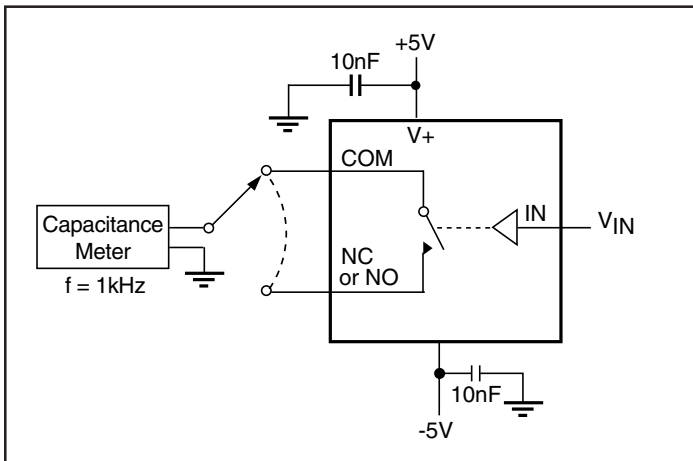 +5V
10nF
V+
COM
IN
VIN
Capacitance
Meter
f = 1kHz
NC
or NO
10nF
-5V